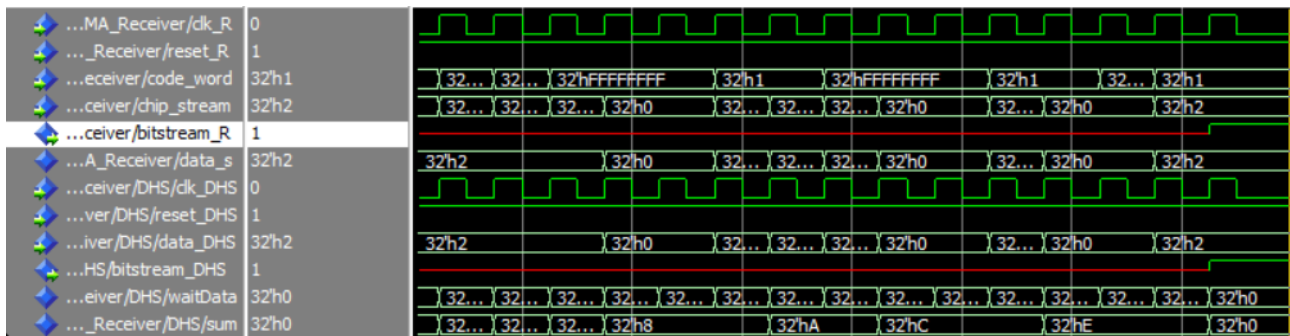 ...MA_Receiver/clk_R 0
..._Receiver/reset_R 1
...eceiver/code_word 32'h1 32... 32... 32'hFFFFFFFF 32'h1 32'hFFFFFFFF 32'h1 32... 32'h1
...ceiver/chip_stream 32'h2 32... 32... 32... 32'h0 32... 32... 32... 32'h0 32... 32'h0 32'h2
...ceiver/bitstream_R 1
...A_Receiver/data_s 32'h2 32'h2 32'h0 32... 32... 32... 32'h0 32... 32'h0 32'h2
...ceiver/DHS/clk_DHS 0
...ver/DHS/reset_DHS 1
...iver/DHS/data_DHS 32'h2 32'h2 32'h0 32... 32... 32... 32'h0 32... 32'h0 32'h2
...HS/bitstream_DHS 1
...eiver/DHS/waitData 32'h0 32... 32... 32... 32... 32... 32... 32... 32... 32... 32... 32... 32... 32... 32... 32'h0
..._Receiver/DHS/sum 32'h0 32... 32... 32... 32'h8 32'hA 32'hC 32'hE 32'h0